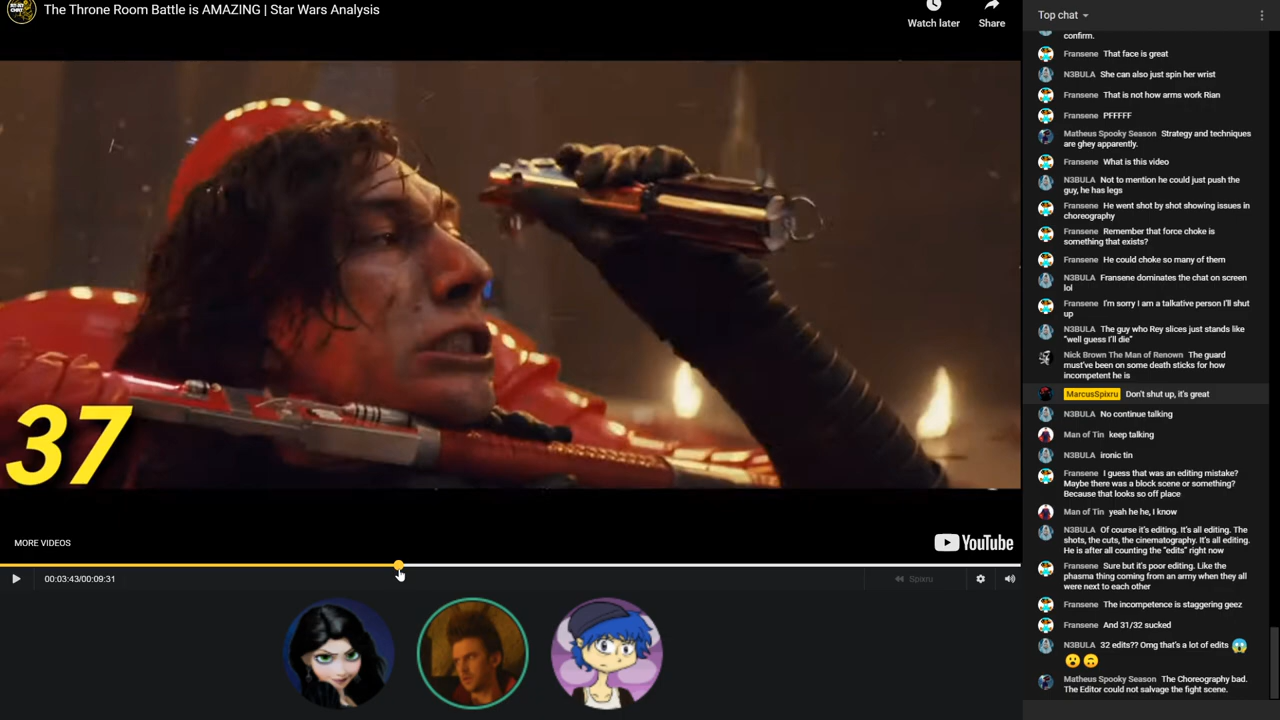 The Throne Room Battle is AMAZING | Star Wars Analysis
Watch later
Share
37
MORE VIDEOS
YouTube
00:03:43/00:09:31
Spixru
Top chat
confirm.
Fransene That face is great
N3BULA She can also just spin her wrist
Fransene That is not how arms work Rian
Fransene PFFFFF
Matheus Spooky Season Strategy and techniques
are ghey apparently.
Fransene What is this video
N3BULA Not to mention he could just push the
guy, he has legs
Fransene He went shot by shot showing issues in
choreography
Fransene Remember that force choke is
something that exists?
Fransene He could choke so many of them
N3BULA Fransene dominates the chat on screen
lol
Fransene I'm sorry I am a talkative person I'll shut
up
N3BULA The guy who Rey slices just stands like
"well guess I'll die"
Nick Brown The Man of Renown The guard
must've been on some death sticks for how
incompetent he is
MarcusSpixru Don't shut up, it's great
N3BULA No continue talking
Man of Tin keep talking
N3BULA ironic tin
Fransene I guess that was an editing mistake?
Maybe there was a block scene or something?
Because that looks so off place
Man of Tin yeah he he, I know
N3BULA Of course it's editing. It's all editing. The
shots, the cuts, the cinematography. It's all editing.
He is after all counting the "edits" right now
Fransene Sure but it's poor editing. Like the
phasma thing coming from an army when they all
were next to each other
Fransene The incompetence is staggering geez
Fransene And 31/32 sucked
N3BULA 32 edits?? Omg that's a lot of edits
Matheus Spooky Season The Choreography bad.
The Editor could not salvage the fight scene.